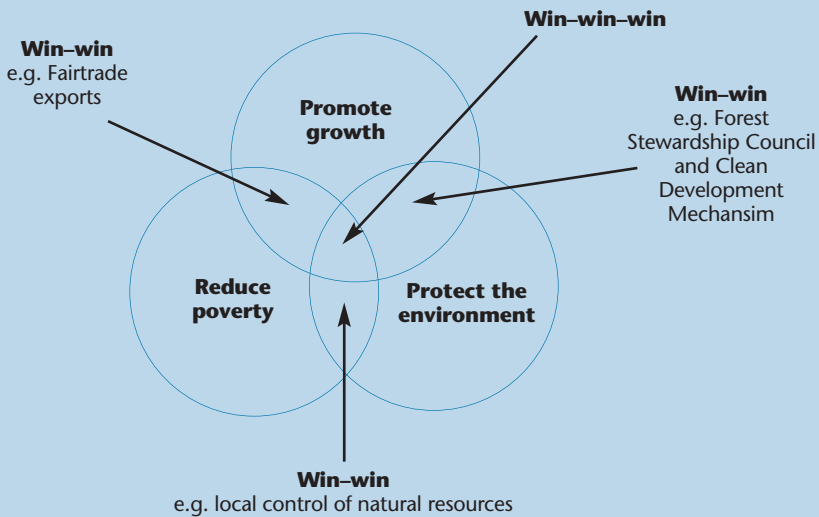 Win–win–win
Win–win
e.g. Fairtrade
exports
Promote
growth
Win–win
e.g. Forest
Stewardship Council
and Clean
Development
Mechansim
Reduce
poverty
Protect the
environment
Win–win
e.g. local control of natural resources